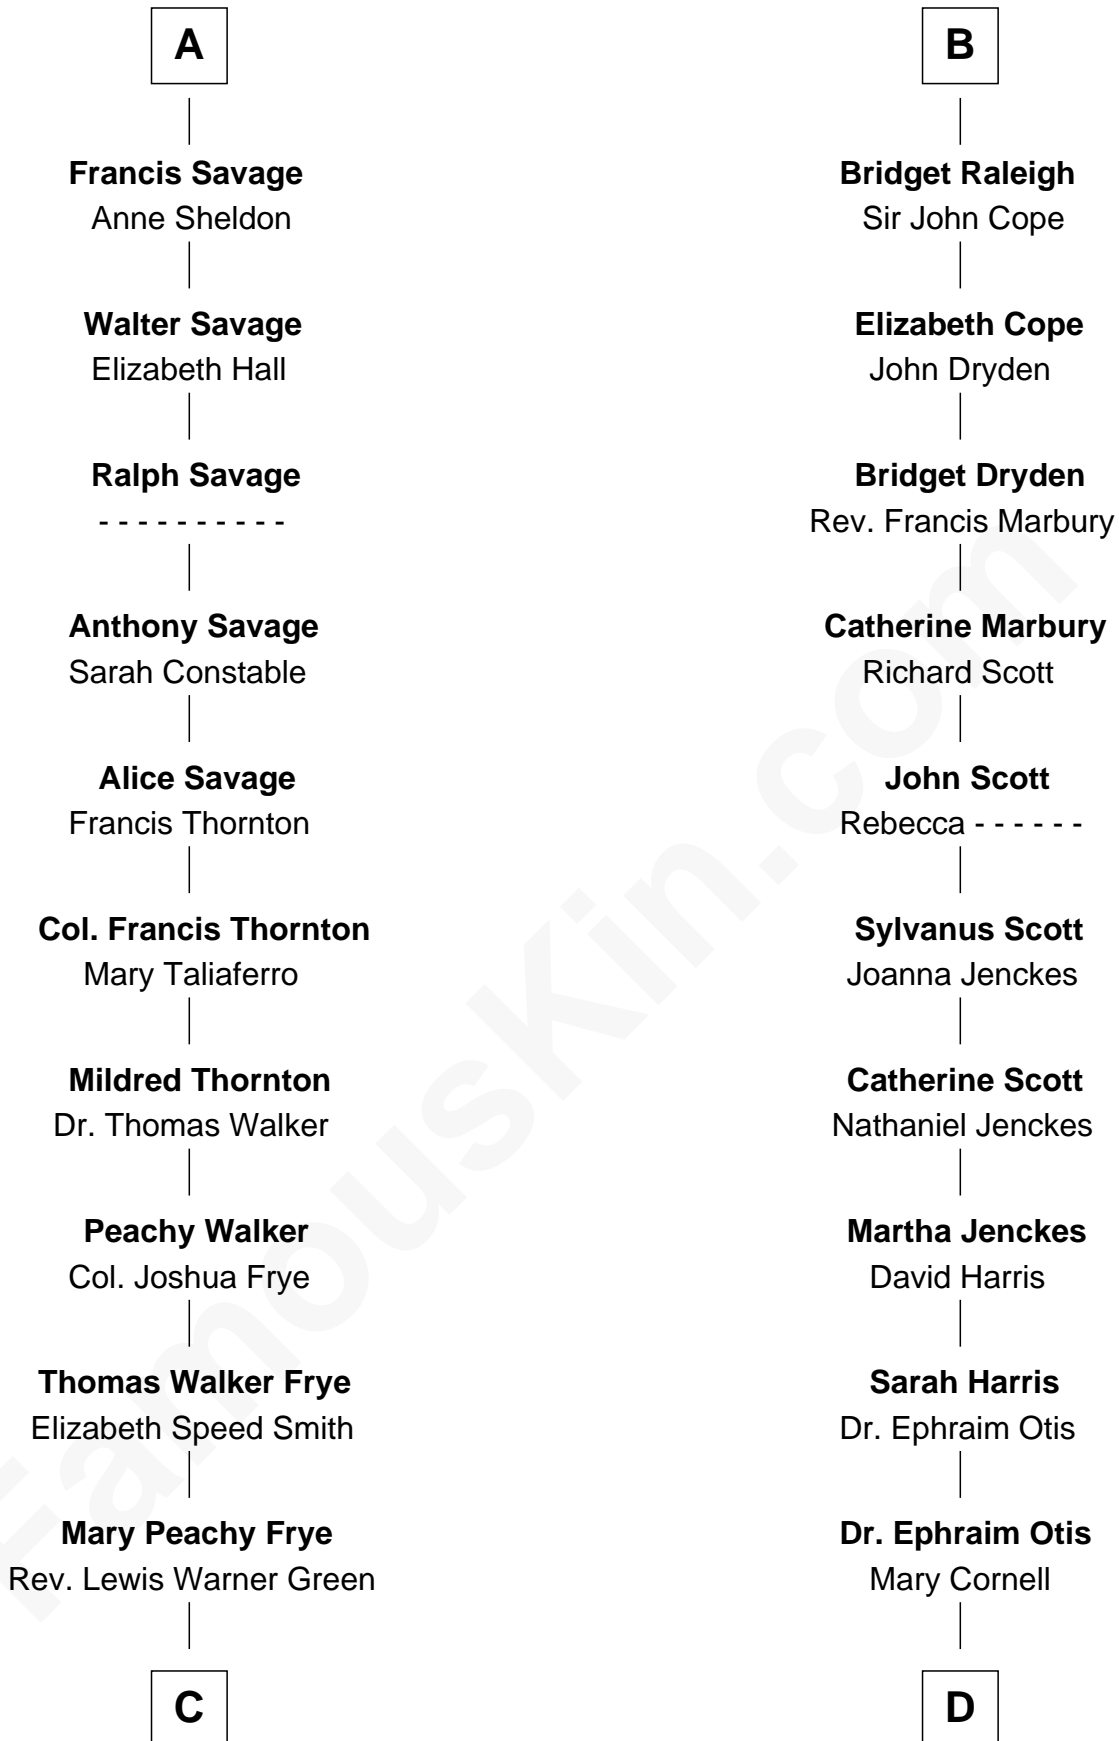 A
Francis Savage
Anne Sheldon
Walter Savage
Elizabeth Hall
Ralph Savage
- - - - - - - - - -
Anthony Savage
Sarah Constable
Alice Savage
Francis Thornton
Col. Francis Thornton
Mary Taliaferro
Mildred Thornton
Dr. Thomas Walker
Peachy Walker
Col. Joshua Frye
Thomas Walker Frye
Elizabeth Speed Smith
Mary Peachy Frye
Rev. Lewis Warner Green
C
B
Bridget Raleigh
Sir John Cope
Elizabeth Cope
John Dryden
Bridget Dryden
Rev. Francis Marbury
Catherine Marbury
Richard Scott
John Scott
Rebecca - - - - - -
Sylvanus Scott
Joanna Jenckes
Catherine Scott
Nathaniel Jenckes
Martha Jenckes
David Harris
Sarah Harris
Dr. Ephraim Otis
Dr. Ephraim Otis
Mary Cornell
D
FamousKin.com